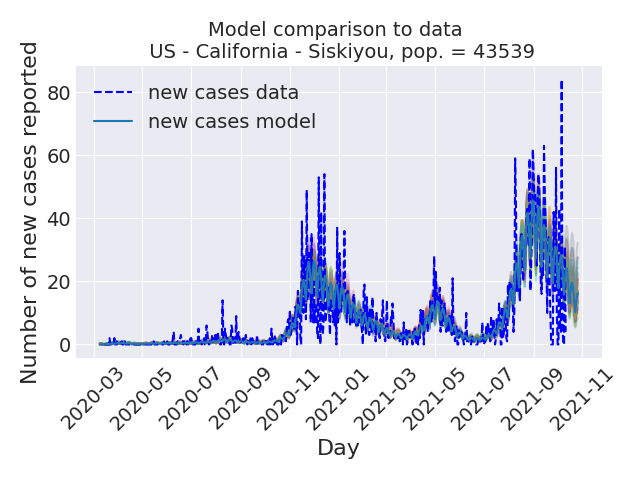 Model comparison to data
US - California - Siskiyou, pop. = 43539
Number of new cases reported
80
60
40
20
0
new cases data
new cases model
2020-03
2020-05
2020-07
2020-09
2020-11
2021-01
2021-03
2021-05
2021-07
2021-09
2021-11
Day